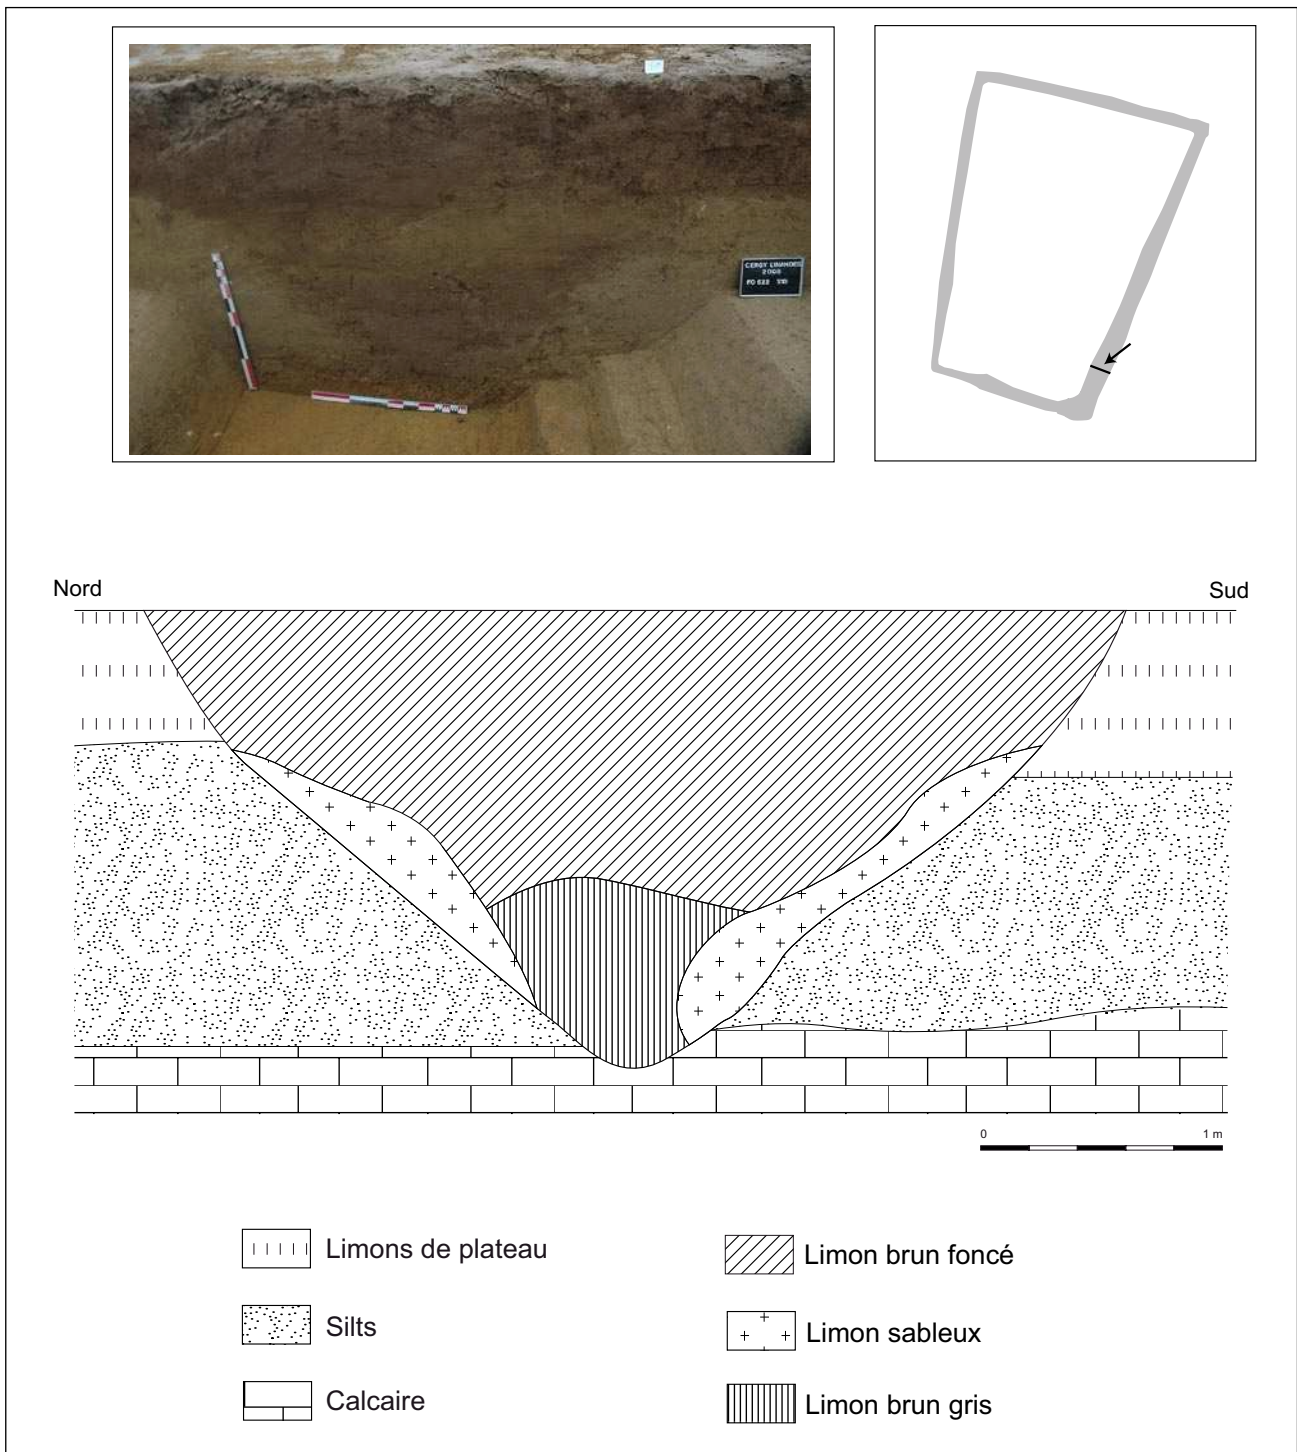 CERGY LINANDES
Nord
Sud
0
1 m
Limons de plateau
Limon brun foncé
Silts
Limon sableux
Calcaire
Limon brun gris